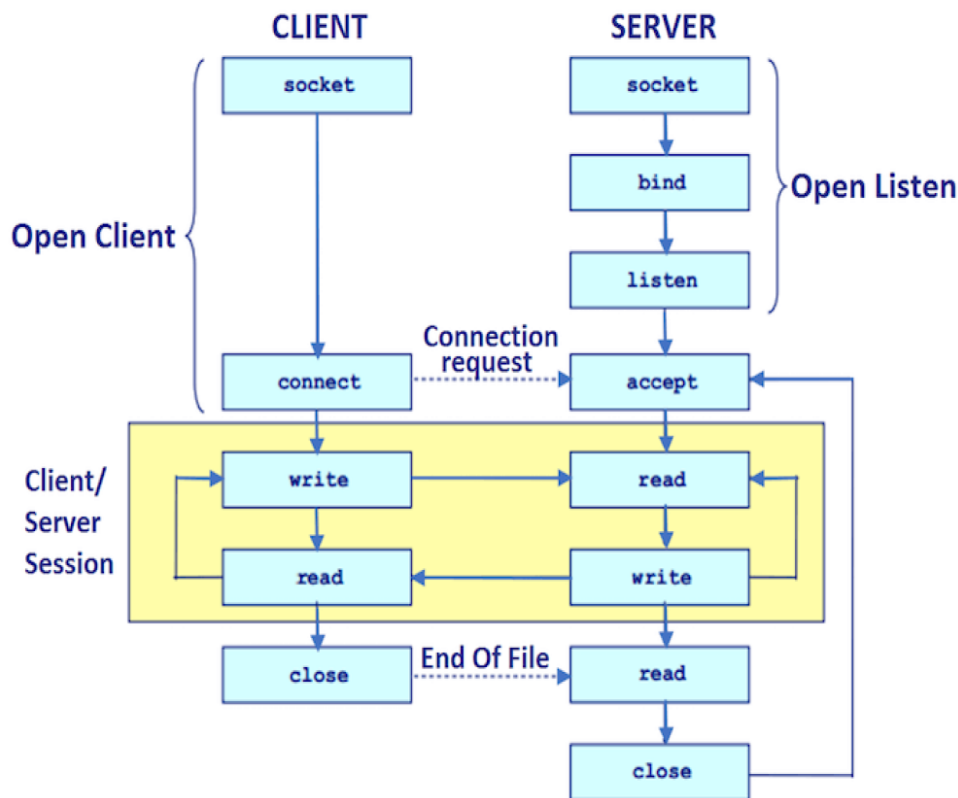 CLIENT
SERVER
socket
socket
bind
Open Listen
Open Client
listen
Connection
request
connect
accept
Client/
Server
Session
write
read
read
write
End Of File
close
read
close